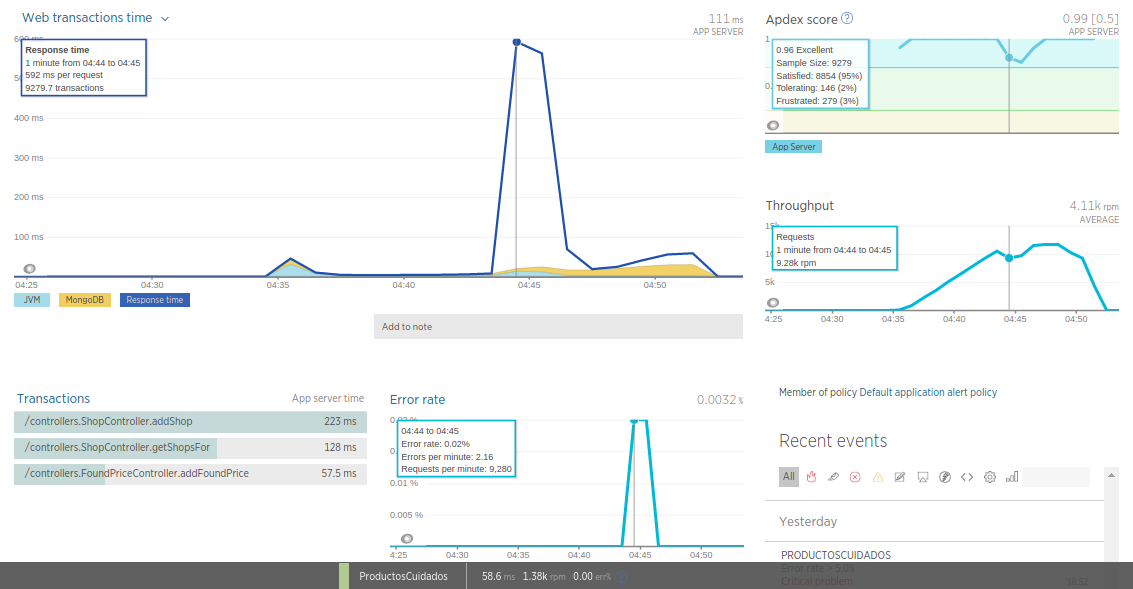 Web transactions time
111 ms
APP SERVER
Response time
1 minute from 04:44 to 04:45
592 ms per request
9279.7 transactions
400 ms
300 ms
200 ms
100 ms
04:25 04:30 04:35 04:40 04:45 04:50
JVM MongoDB Response time
Add to note
Apdex score ?
0.99 [0.5]
APP SERVER
1
0.96 Excellent
Sample Size: 9279
Satisfied: 8854 (95%)
Tolerating: 146 (2%)
Frustrated: 279 (3%)
App Server
Throughput
4.11k rpm
AVERAGE
Requests
1 minute from 04:44 to 04:45
9.28k rpm
5k
4:25 04:30 04:35 04:40 04:45 04:50
Transactions App server time
/controllers.ShopController.addShop 223 ms
/controllers.ShopController.getShopsFor 128 ms
/controllers.FoundPriceController.addFoundPrice 57.5 ms
Error rate 0.0032 %
04:44 to 04:45
Error rate: 0.02%
Errors per minute: 2.16
Requests per minute: 9,280
0.01 %
0.005 %
4:25 04:30 04:35 04:40 04:45 04:50
Member of policy Default application alert policy
Recent events
All
Yesterday
PRODUCTOSCUIDADOS
Error rate > 5.0%
Critical problem 18:52
ProductosCuidados 58.6 ms 1.38k rpm 0.00 err%